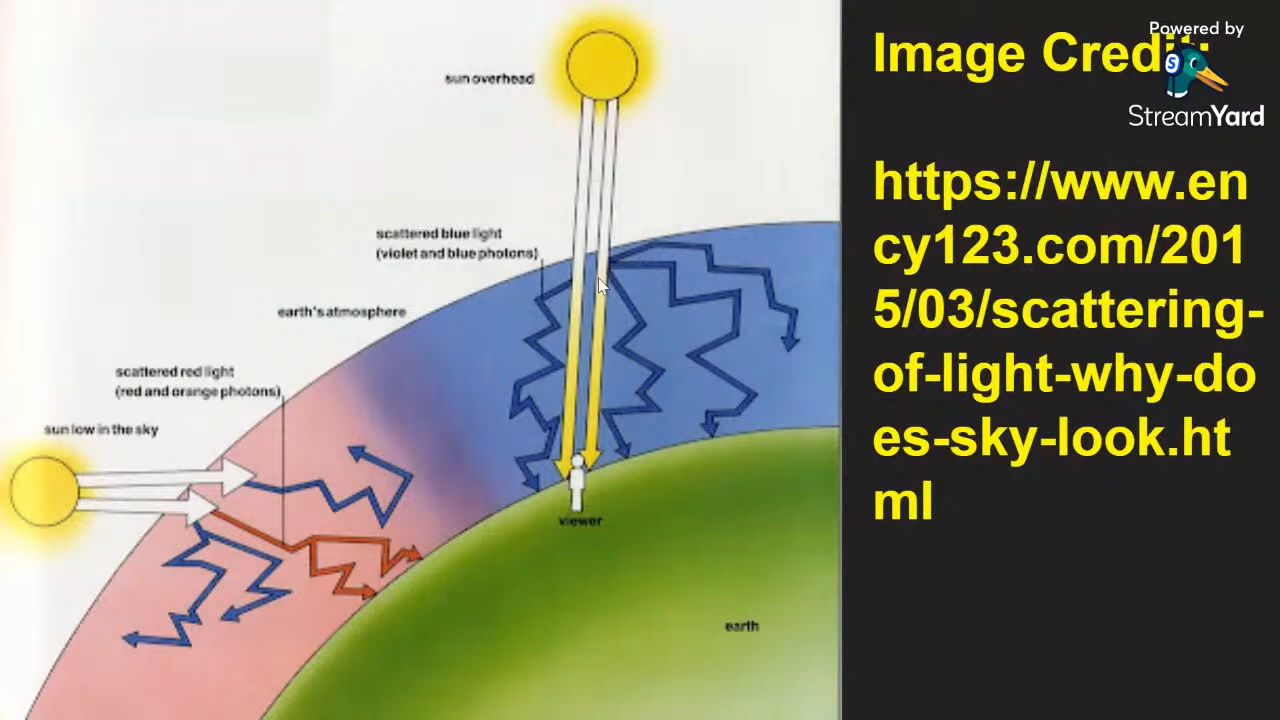 sun overhead
scattered blue light
(violet and blue photons)
earth's atmosphere
scattered red light
(red and orange photons)
sun low in the sky
viewer
earth
Image Credit:
Powered by
S
StreamYard
https://www.en
cy123.com/201
5/03/scattering-
of-light-why-do
es-sky-look.ht
ml